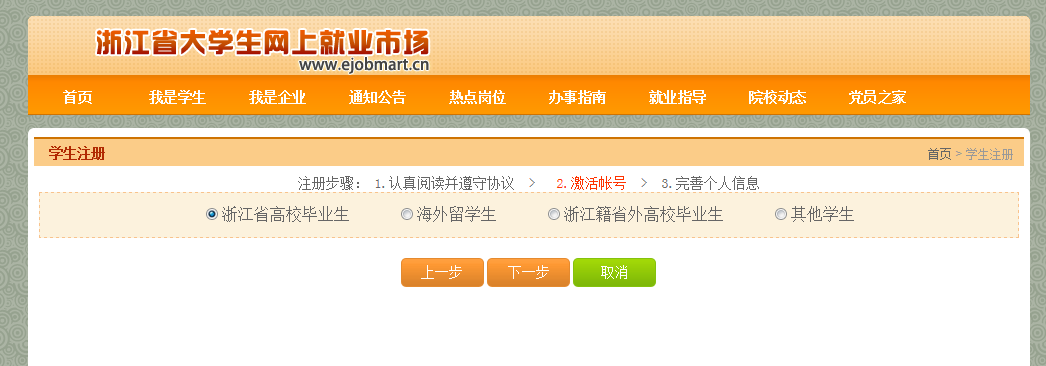 浙江省大学生网上就业市场
www.ejobmart.cn
首页 我是学生 我是企业 通知公告 热点岗位 办事指南 就业指导 院校动态 党员之家
学生注册 首页 > 学生注册
注册步骤： 1.认真阅读并遵守协议 > 2.激活帐号 > 3.完善个人信息
浙江省高校毕业生 海外留学生 浙江籍省外高校毕业生 其他学生
上一步 下一步 取消